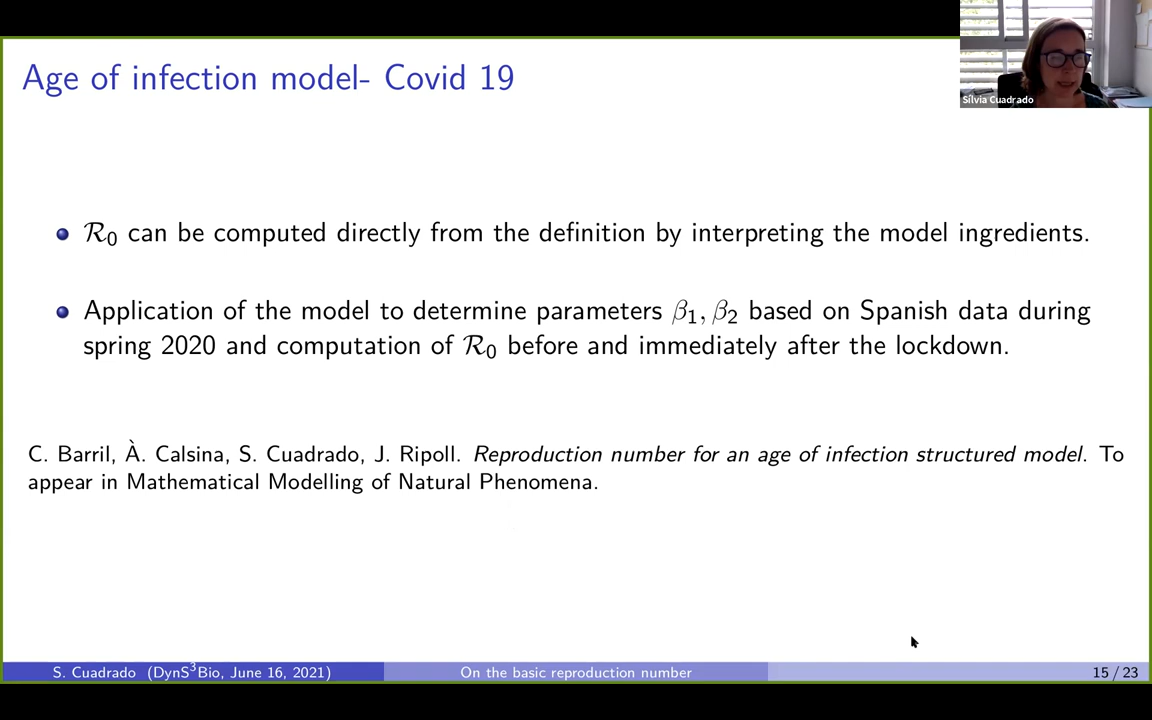 Age of infection model- Covid 19
Sílvia Cuadrado
ℛ₀ can be computed directly from the definition by interpreting the model ingredients.
Application of the model to determine parameters β₁, β₂ based on Spanish data during
spring 2020 and computation of ℛ₀ before and immediately after the lockdown.
C. Barril, À. Calsina, S. Cuadrado, J. Ripoll. Reproduction number for an age of infection structured model. To
appear in Mathematical Modelling of Natural Phenomena.
S. Cuadrado (DynS³Bio, June 16, 2021) On the basic reproduction number 15 / 23